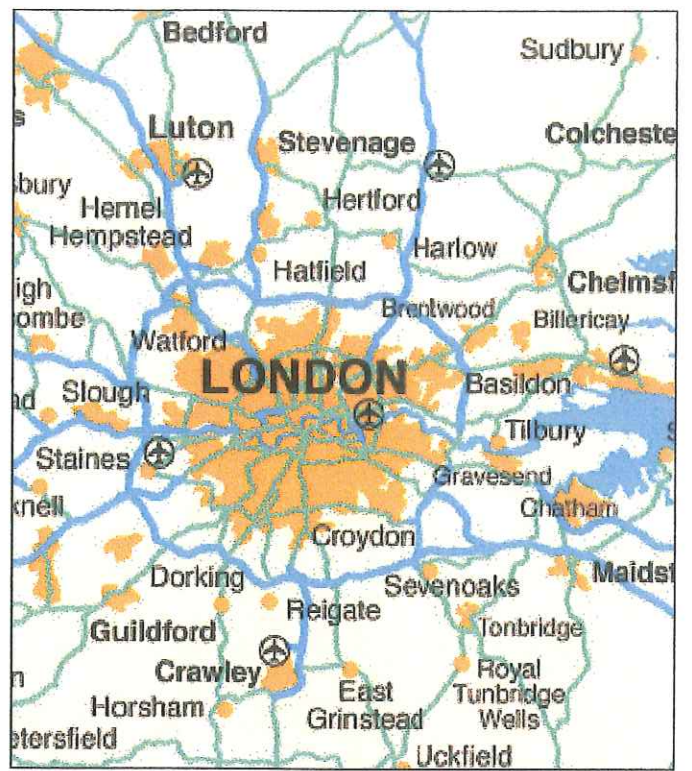 Bedford
Sudbury
s
Luton
Stevenage
Colcheste
sbury
Hemel
Hempstead
Hertford
Harlow
Hatfield
Chelmsf
igh
ombe
Brentwood
Billericay
Watford
LONDON
Slough
Basildon
Tilbury
S
Staines
Gravesend
knell
Chatham
Croydon
Dorking
Sevenoaks
Maidst
Reigate
Guildford
Tonbridge
Crawley
Royal
Tunbridge
Wells
East
Grinstead
Horsham
n
etersfield
Uckfield